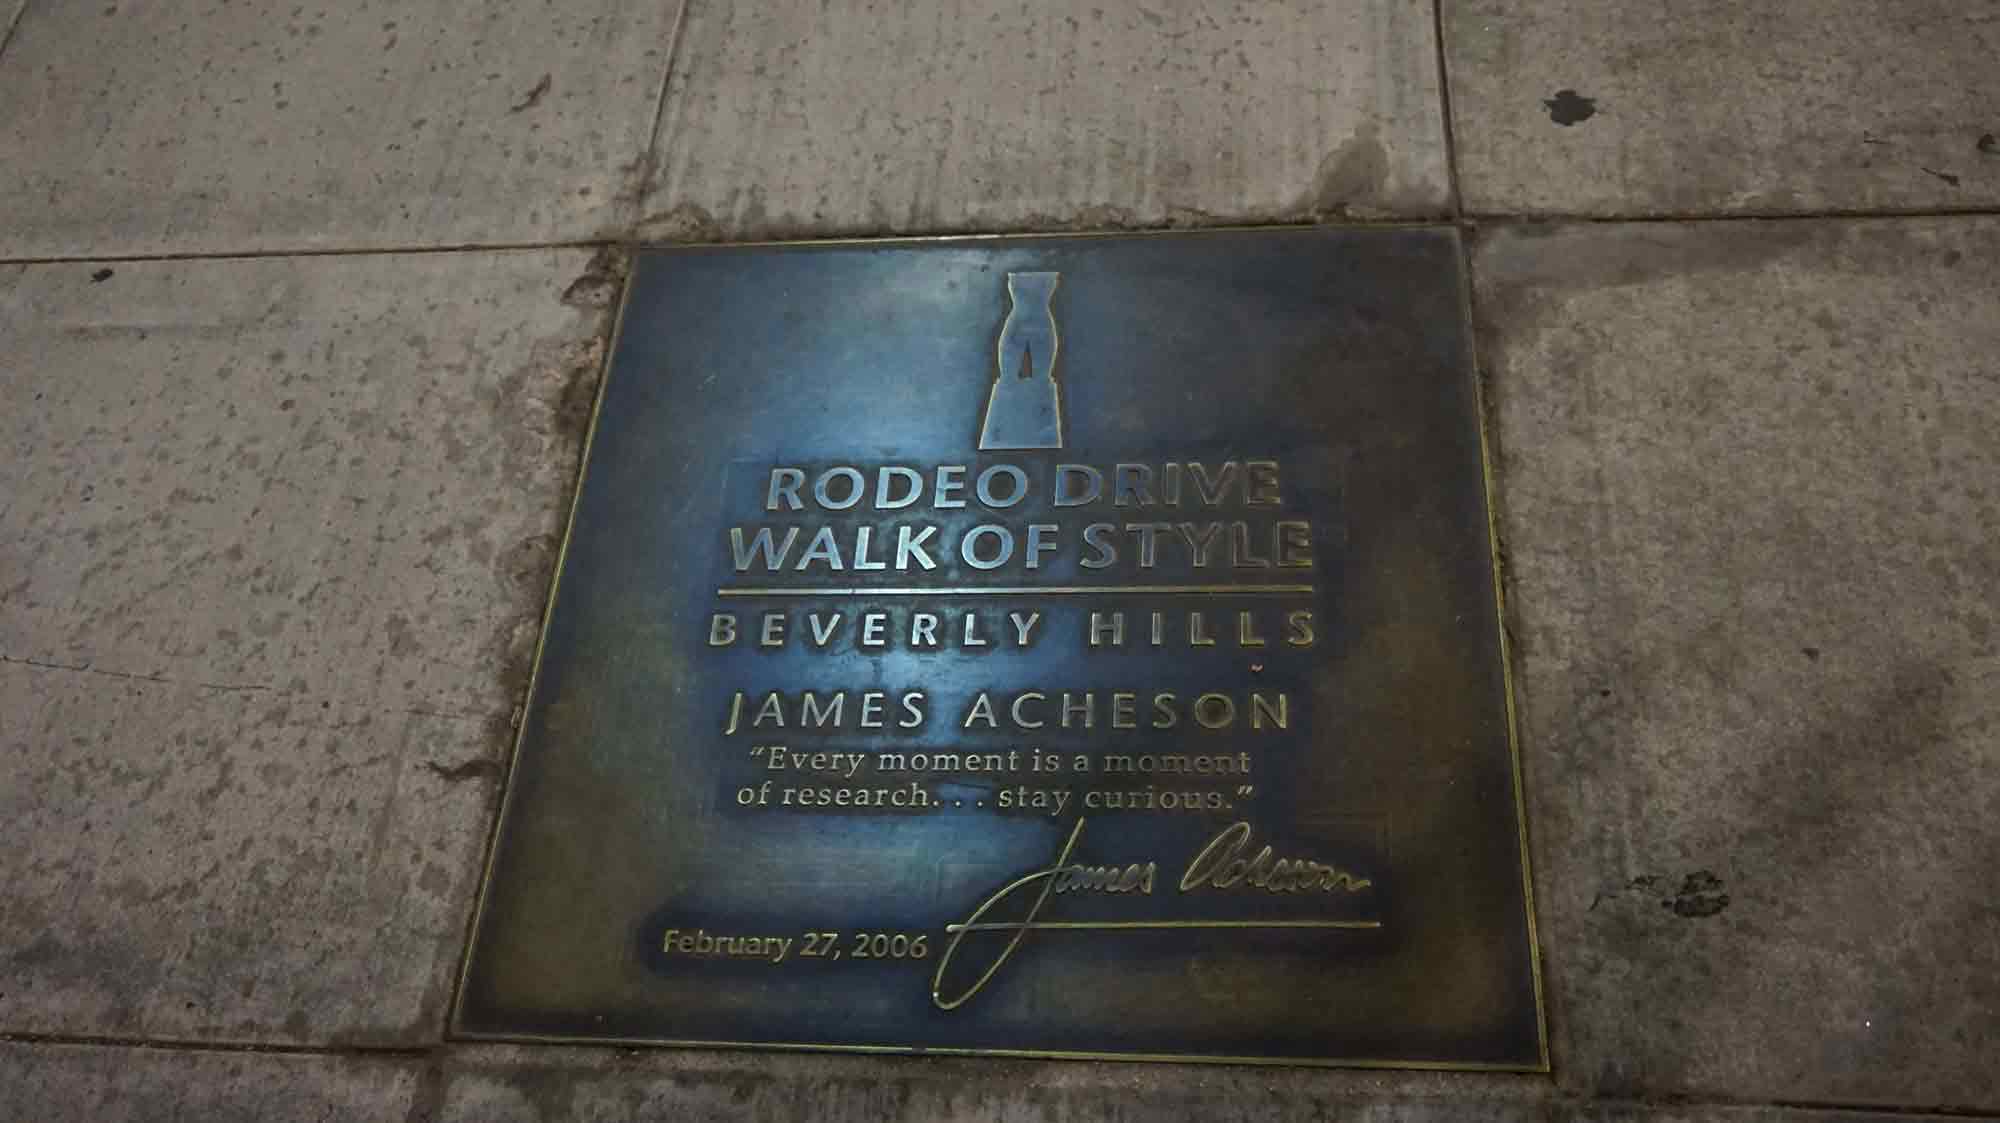 RODEO DRIVE
WALK OF STYLE
BEVERLY HILLS
JAMES ACHESON
"Every moment is a moment
of research. . . stay curious."
James Acheson
February 27, 2006